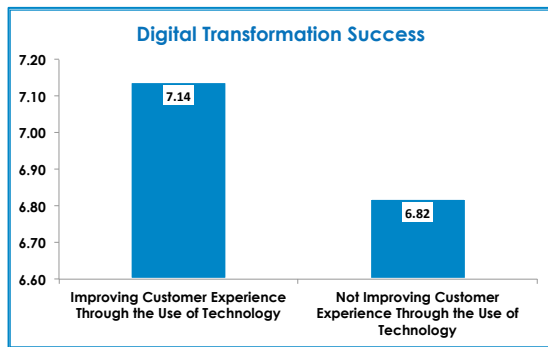 Digital Transformation Success
7.20
7.10
7.00
6.90
6.80
6.70
6.60
7.14
6.82
Improving Customer Experience
Through the Use of Technology
Not Improving Customer
Experience Through the Use of
Technology